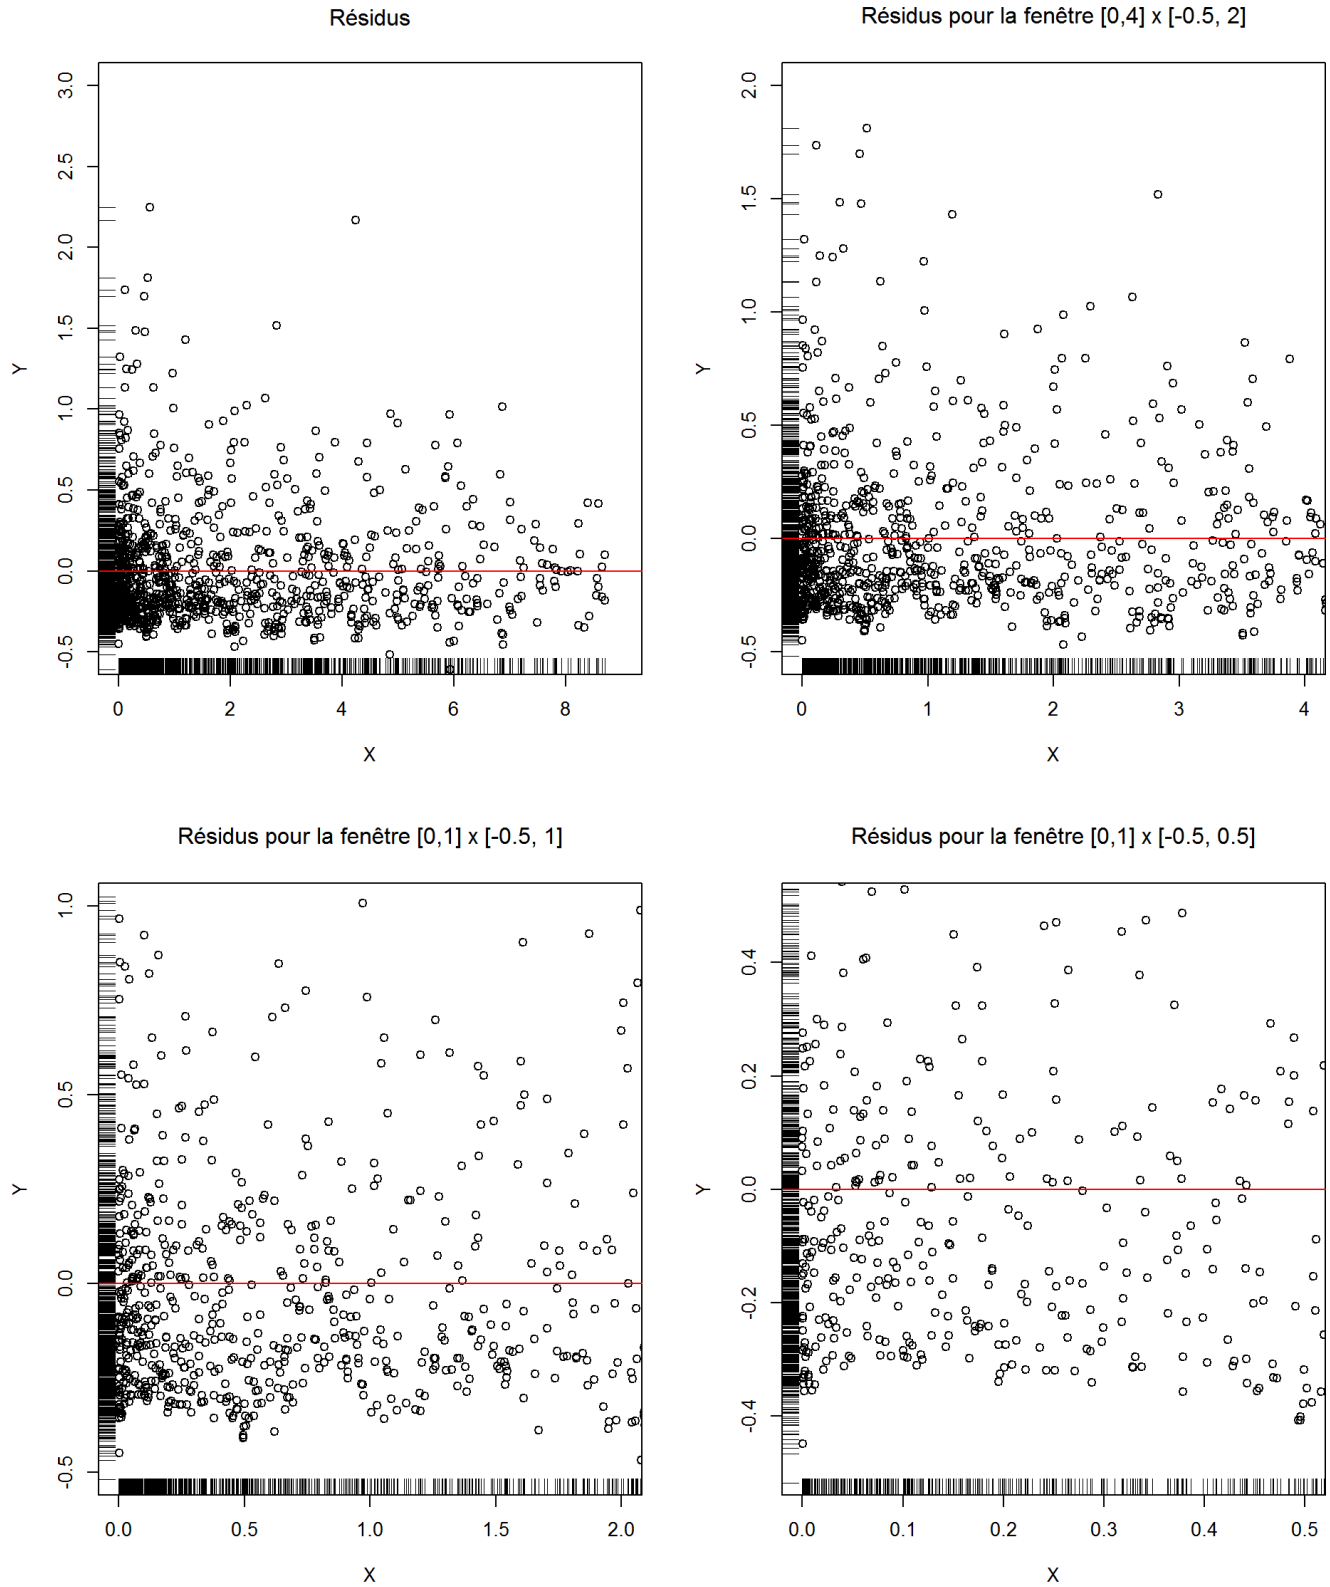 Résidus
3.0
2.5
2.0
1.5
1.0
0.5
0.0
-0.5
Y
0 2 4 6 8
X
Résidus pour la fenêtre [0,4] x [-0.5, 2]
2.0
1.5
1.0
0.5
0.0
-0.5
Y
0 1 2 3 4
X
Résidus pour la fenêtre [0,1] x [-0.5, 1]
1.0
0.5
0.0
-0.5
Y
0.0 0.5 1.0 1.5 2.0
X
Résidus pour la fenêtre [0,1] x [-0.5, 0.5]
0.4
0.2
0.0
-0.2
-0.4
Y
0.0 0.1 0.2 0.3 0.4 0.5
X